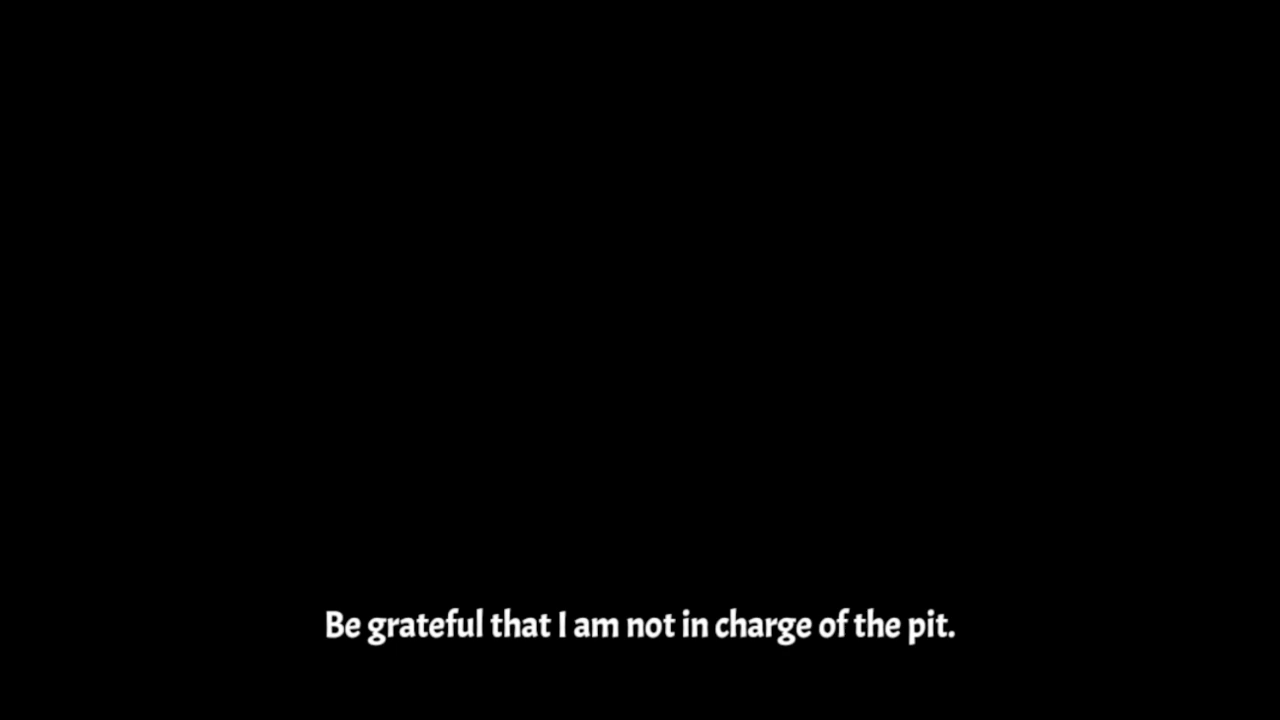 Be grateful that I am not in charge of the pit.